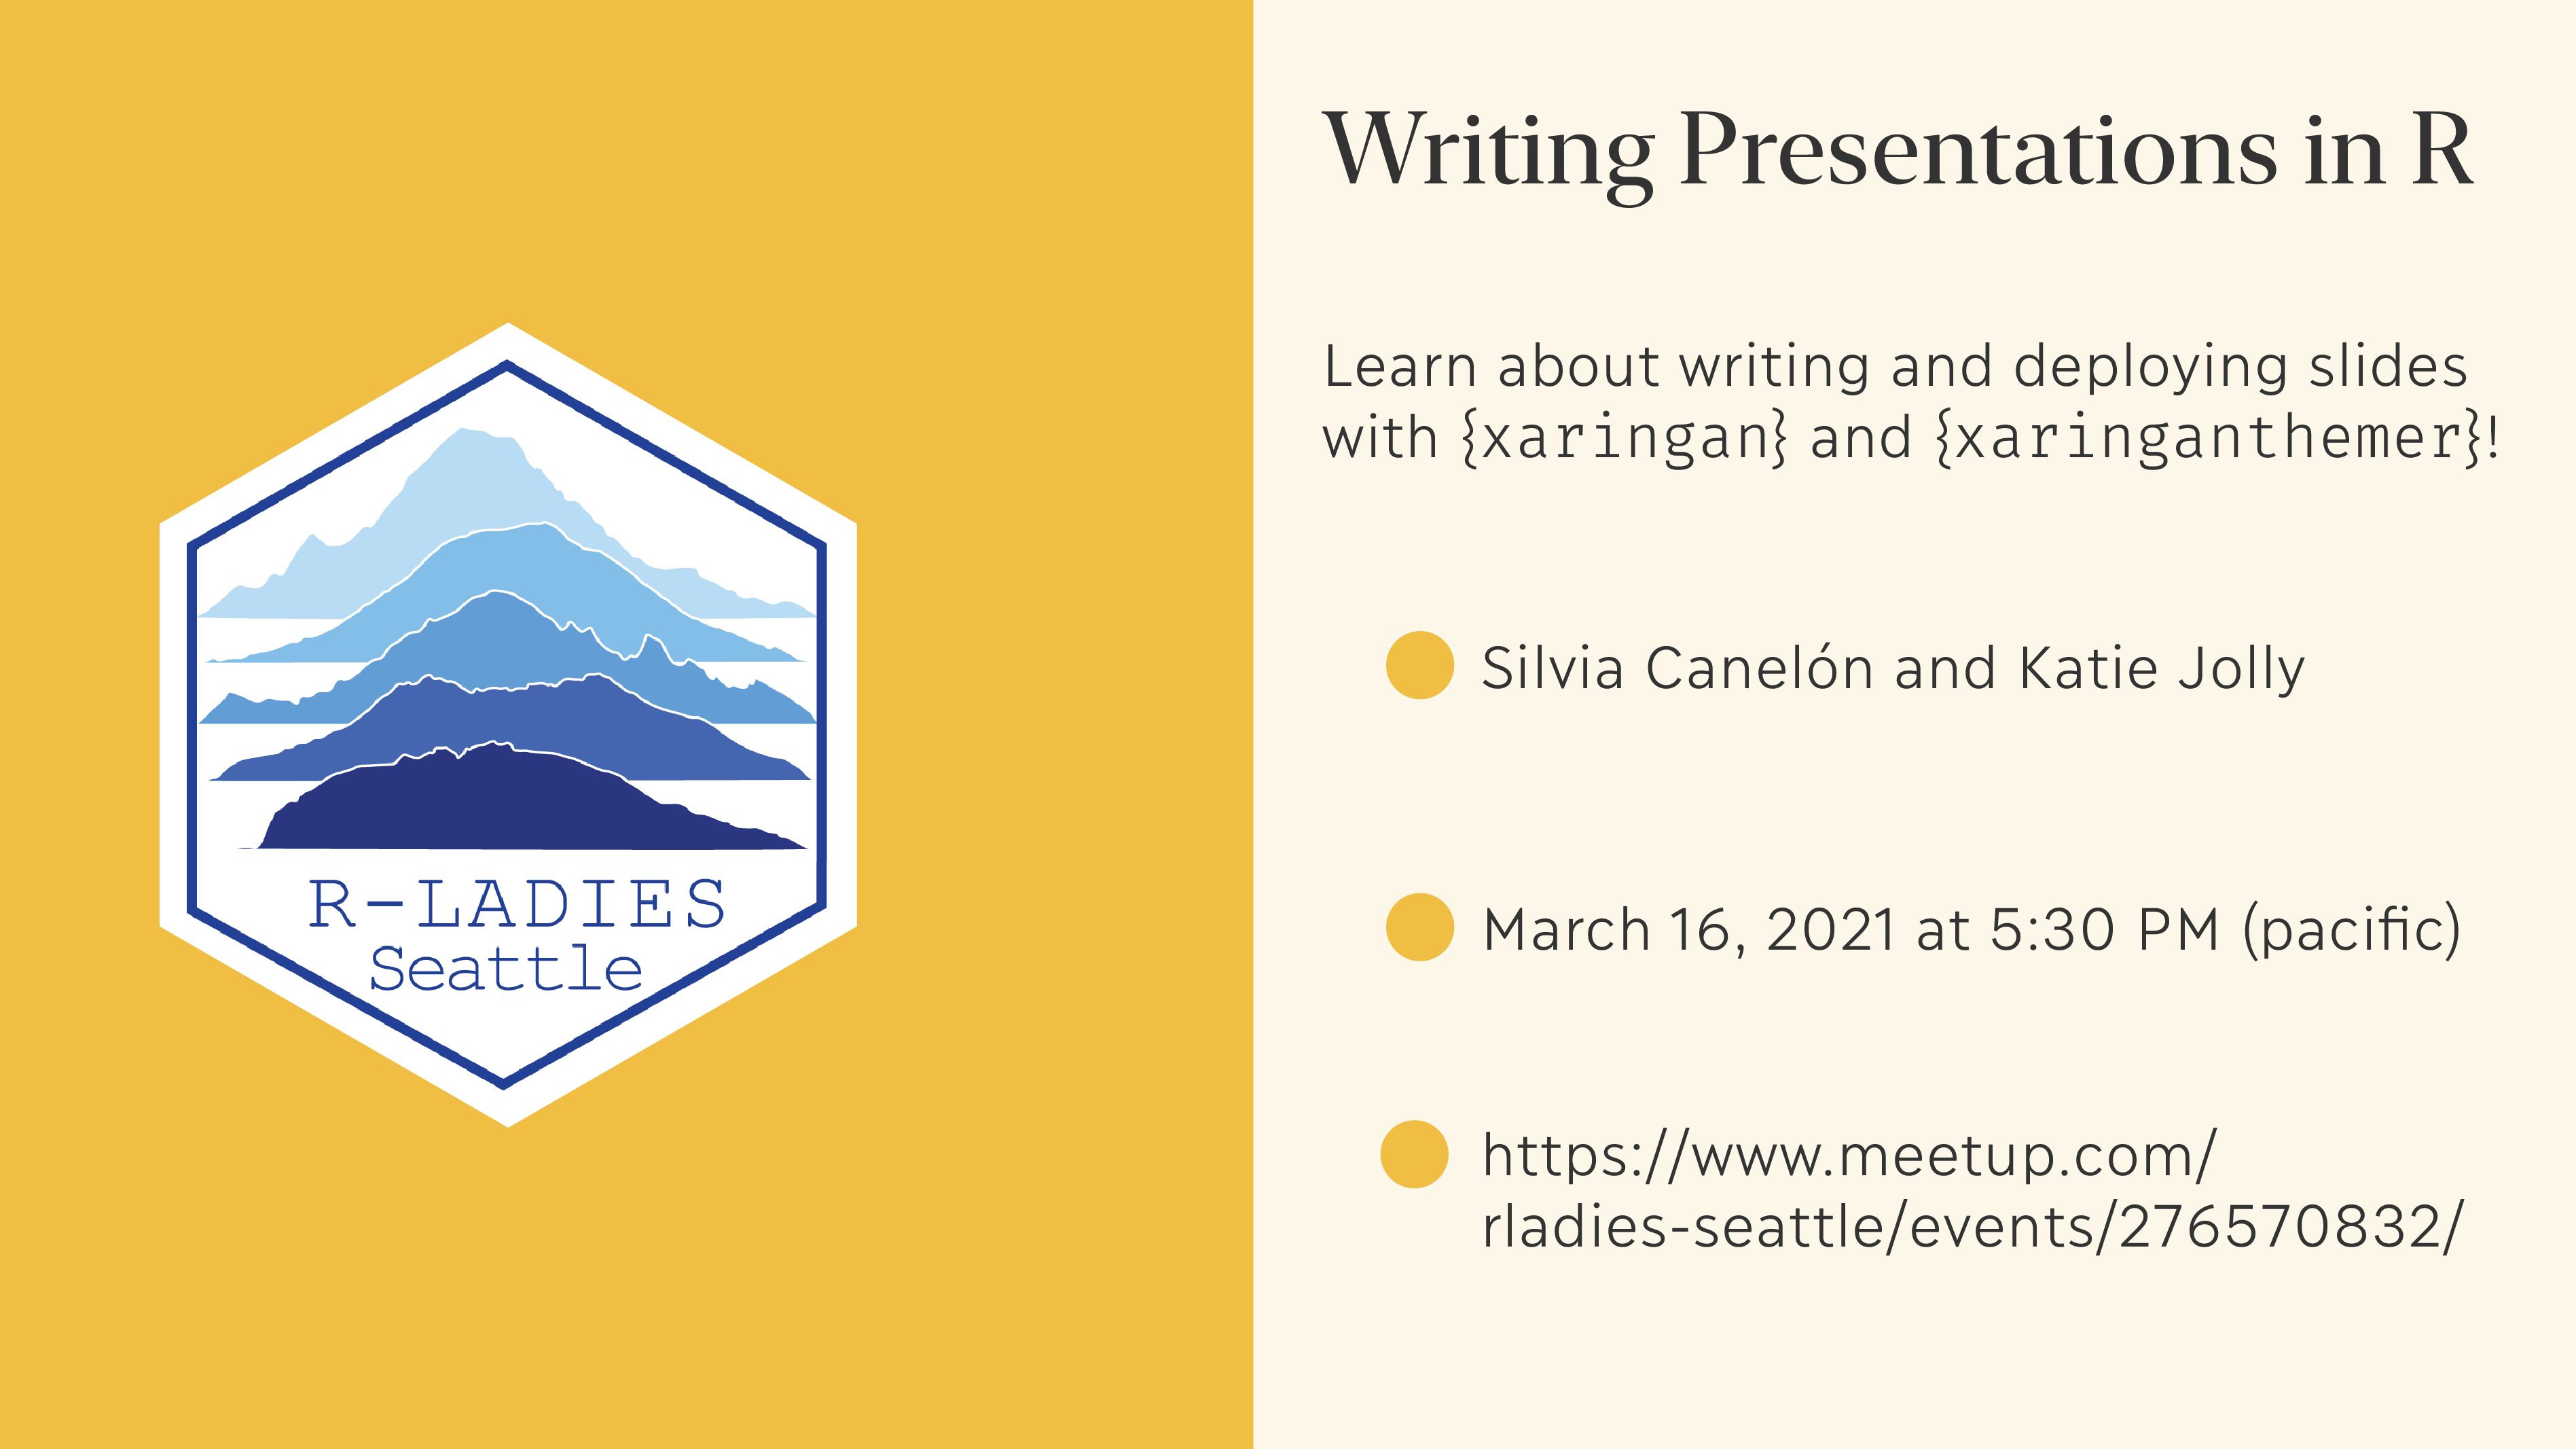 R-LADIES
Seattle
Writing Presentations in R
Learn about writing and deploying slides
with {xaringan} and {xaringanthemer}!
Silvia Canelón and Katie Jolly
March 16, 2021 at 5:30 PM (pacific)
https://www.meetup.com/
rladies-seattle/events/276570832/